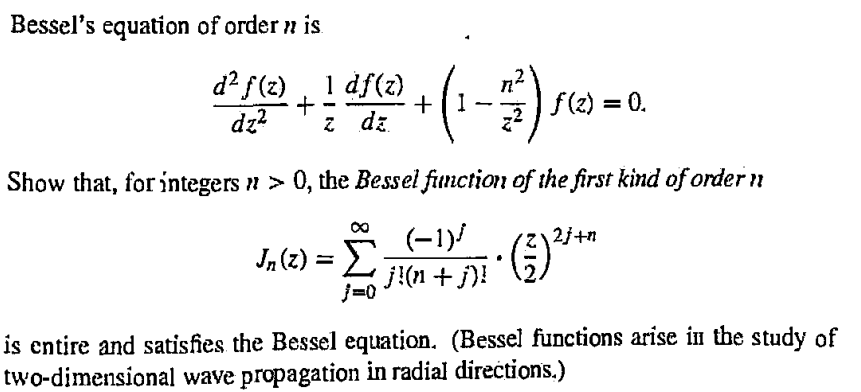 Bessel's equation of order n is
d² f(z)/dz² + 1/z df(z)/dz + (1 − n²/z²) f(z) = 0.
Show that, for integers n > 0, the Bessel function of the first kind of order n
Jₙ(z) = ∑_{j=0}^{∞} (−1)^j / j!(n + j)! · (z/2)^{2j+n}
is entire and satisfies the Bessel equation. (Bessel functions arise in the study of
two-dimensional wave propagation in radial directions.)